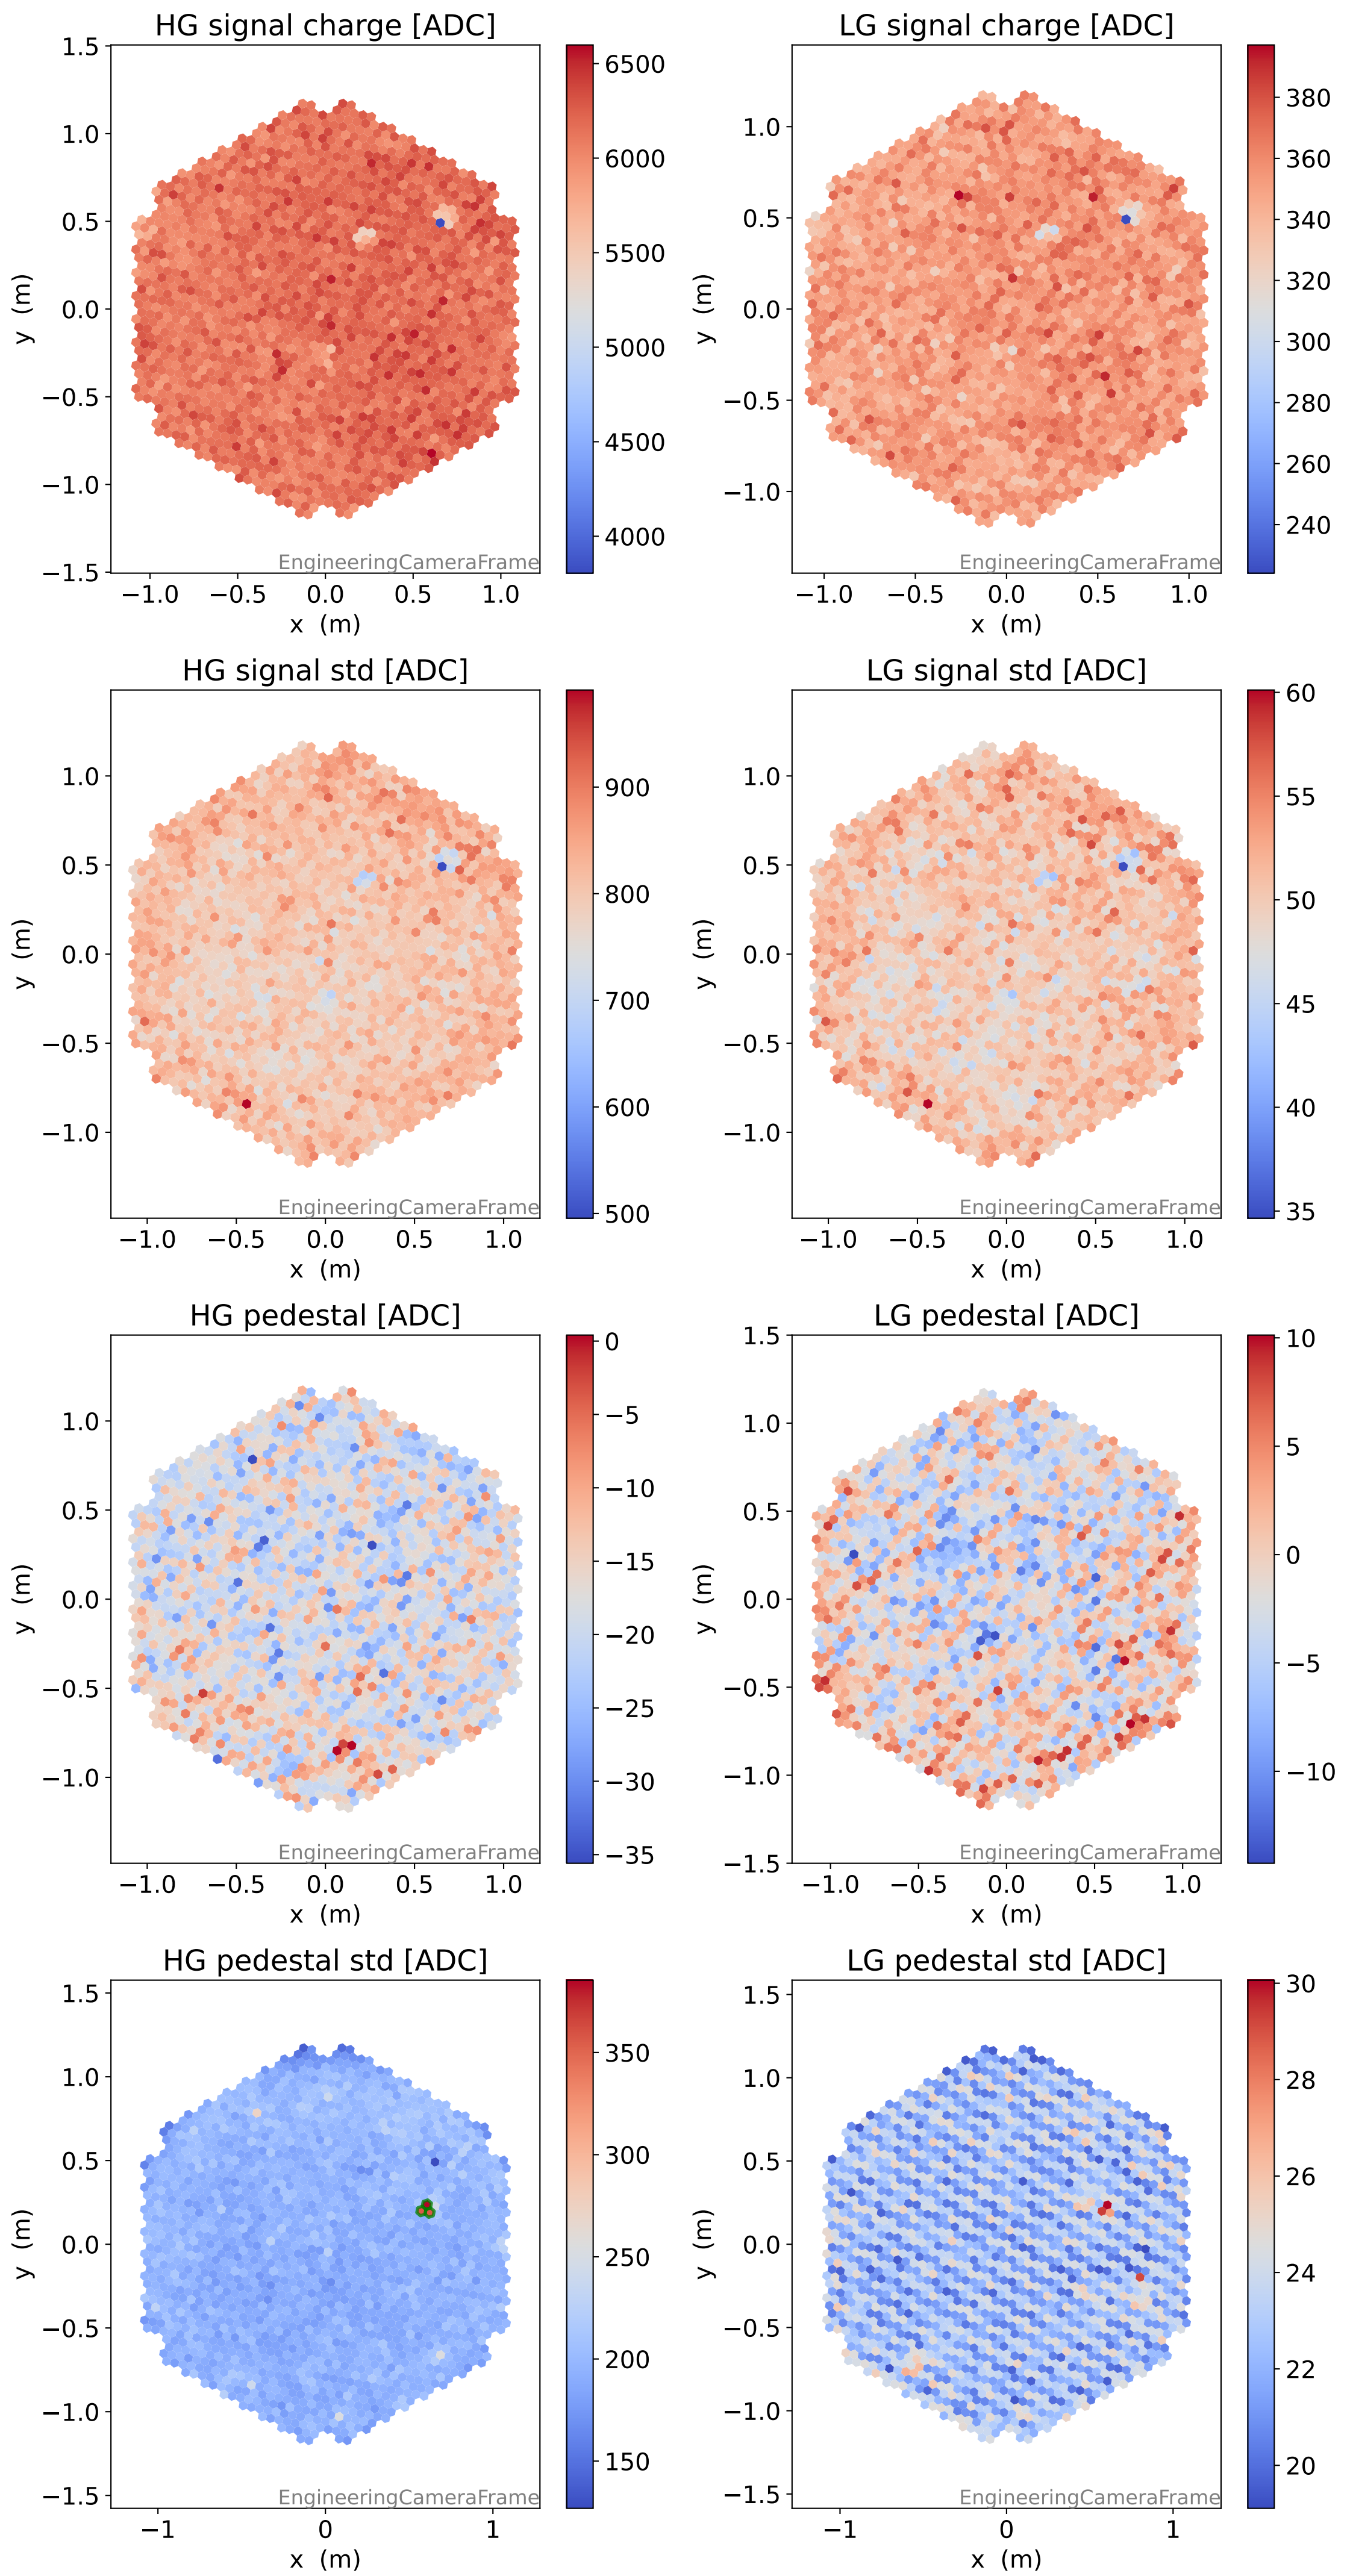 HG signal charge [ADC]
LG signal charge [ADC]
1.5
1.0
0.5
0.0
−0.5
−1.0
−1.5
y (m)
−1.0 −0.5 0.0 0.5 1.0
x (m)
EngineeringCameraFrame
6500
6000
5500
5000
4500
4000
1.0
0.5
0.0
−0.5
−1.0
y (m)
−1.0 −0.5 0.0 0.5 1.0
x (m)
EngineeringCameraFrame
380
360
340
320
300
280
260
240
HG signal std [ADC]
LG signal std [ADC]
1.0
0.5
0.0
−0.5
−1.0
y (m)
−1.0 −0.5 0.0 0.5 1.0
x (m)
EngineeringCameraFrame
900
800
700
600
500
1.0
0.5
0.0
−0.5
−1.0
y (m)
−1.0 −0.5 0.0 0.5 1.0
x (m)
EngineeringCameraFrame
60
55
50
45
40
35
HG pedestal [ADC]
LG pedestal [ADC]
1.0
0.5
0.0
−0.5
−1.0
y (m)
−1.0 −0.5 0.0 0.5 1.0
x (m)
EngineeringCameraFrame
0
−5
−10
−15
−20
−25
−30
−35
1.5
1.0
0.5
0.0
−0.5
−1.0
−1.5
y (m)
−1.0 −0.5 0.0 0.5 1.0
x (m)
EngineeringCameraFrame
10
5
0
−5
−10
HG pedestal std [ADC]
LG pedestal std [ADC]
1.5
1.0
0.5
0.0
−0.5
−1.0
−1.5
y (m)
−1 0 1
x (m)
EngineeringCameraFrame
350
300
250
200
150
1.5
1.0
0.5
0.0
−0.5
−1.0
−1.5
y (m)
−1 0 1
x (m)
EngineeringCameraFrame
30
28
26
24
22
20